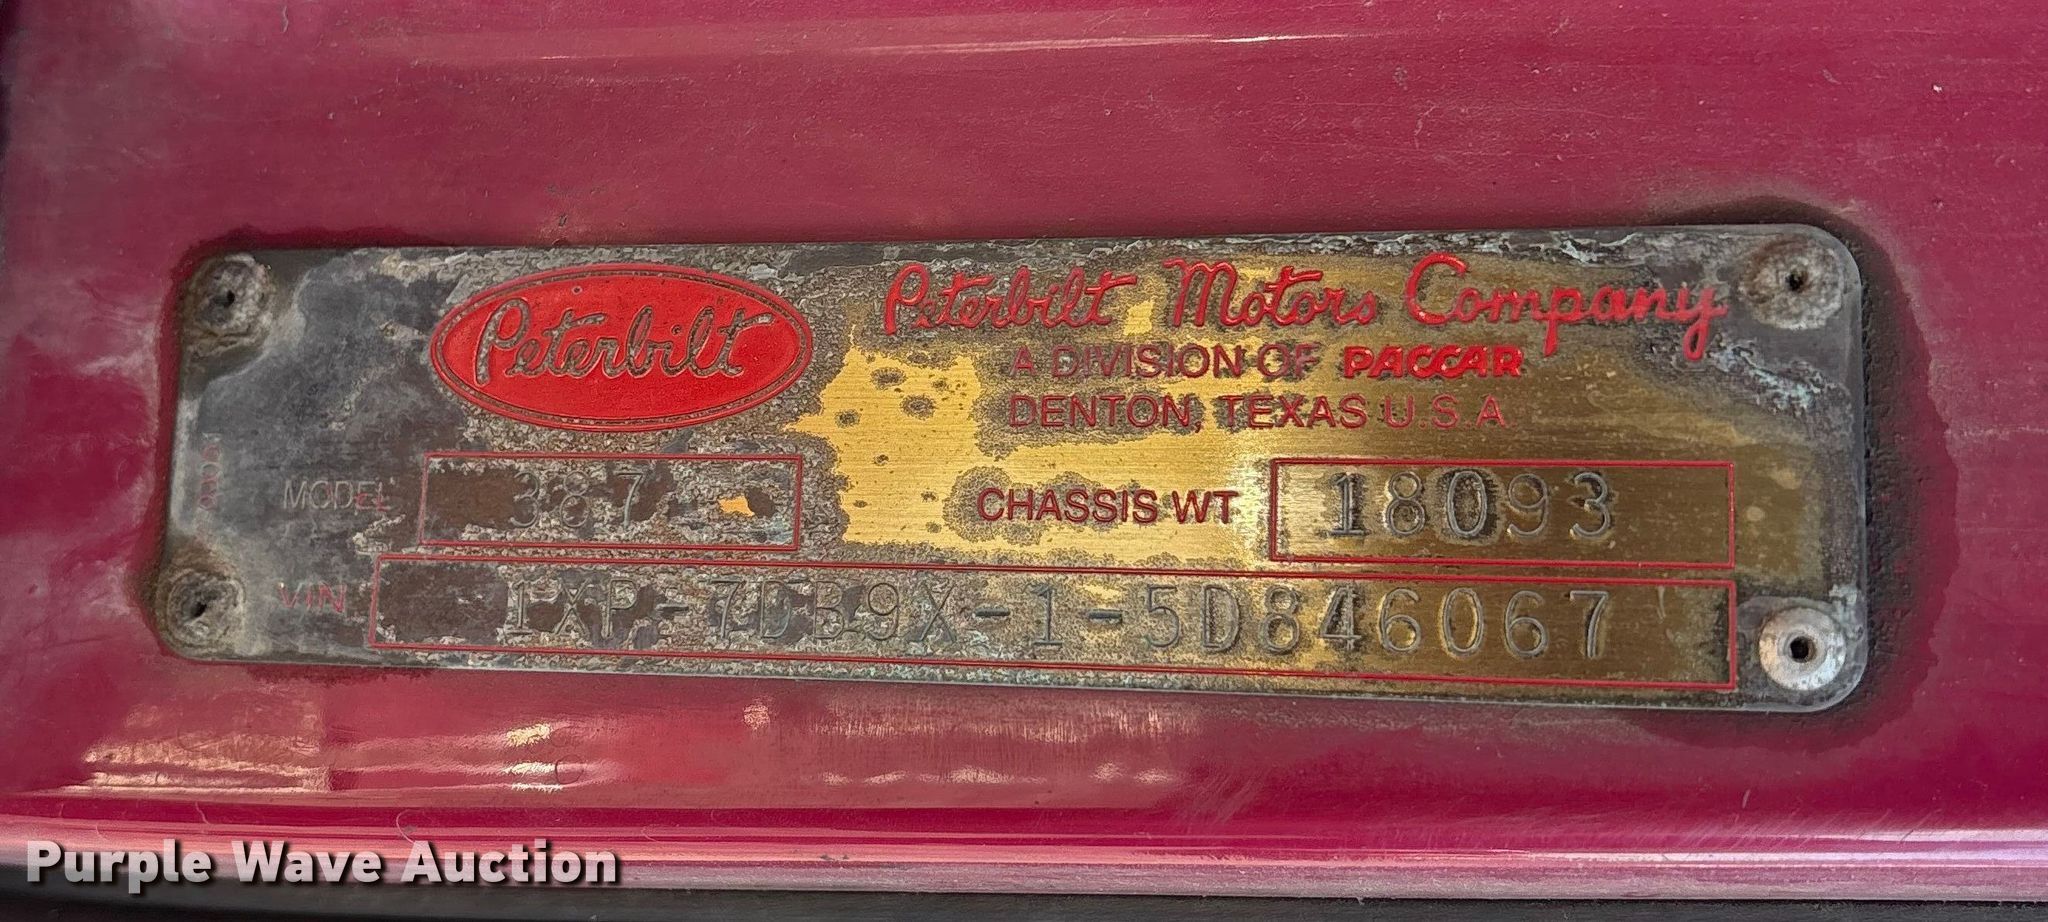 Peterbilt
Peterbilt Motors Company
A DIVISION OF PACCAR
DENTON, TEXAS U.S.A.
MODEL 387
CHASSIS WT 18093
VIN 1XP-7DB9X-1-5D846067
Purple Wave Auction